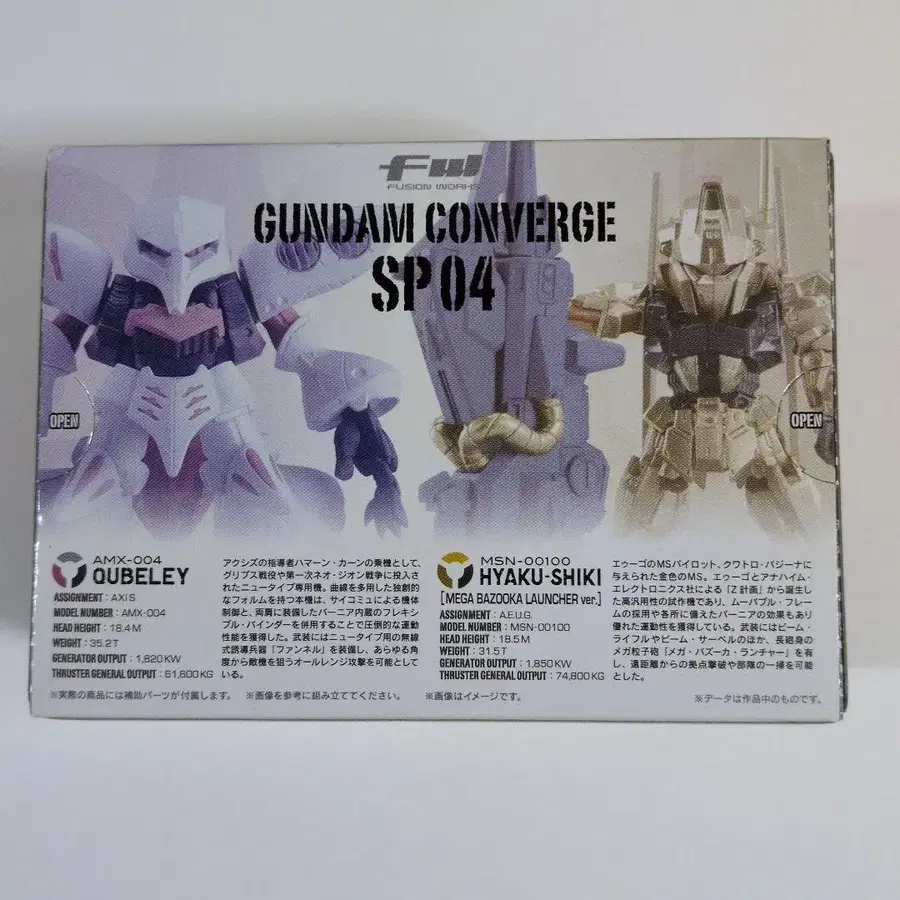 FW
FUSION WORKS
GUNDAM CONVERGE
SP 04
OPEN
OPEN
AMX-004
QUBELEY
ASSIGNMENT : AXIS
MODEL NUMBER : AMX-004
HEAD HEIGHT : 18.4 M
WEIGHT : 35.2T
GENERATOR OUTPUT : 1,820 KW
THRUSTER GENERAL OUTPUT : 61,600 KG
アクシズの指導者ハマーン・カーンの乗機として、
グリプス戦役や第一次ネオ・ジオン戦争に投入さ
れたニュータイプ専用機。曲線を多用した独創的
なフォルムを持つ本機は、サイコミュによる機体
制御と、両肩に装備したバーニア内蔵のフレキシ
ブル・バインダーを併用することで圧倒的な運動
性能を獲得した。武装にはニュータイプ用の無線
式誘導兵器「ファンネル」を装備し、あらゆる角
度から敵機を狙うオールレンジ攻撃を可能として
いる。
MSN-00100
HYAKU-SHIKI
[MEGA BAZOOKA LAUNCHER ver.]
ASSIGNMENT : A.E.U.G.
MODEL NUMBER : MSN-00100
HEAD HEIGHT : 18.5M
WEIGHT : 31.5T
GENERATOR OUTPUT : 1,850 KW
THRUSTER GENERAL OUTPUT : 74,800 KG
エゥーゴのMSパイロット、クワトロ・バジーナに
与えられた金色のMS。エゥーゴとアナハイム・
エレクトロニクス社による「Z計画」から誕生し
た高汎用性の試作機であり、ムーバブル・フレー
ムの採用や各所に備えたバーニアの効果もあり
優れた運動性を獲得している。武装にはビーム・
ライフルやビーム・サーベルのほか、長砲身の
メガ粒子砲「メガ・バズーカ・ランチャー」を有
し、遠距離からの拠点撃破や部隊の一掃を可能
とした。
※実際の商品には補助パーツが付属します。 ※画像を参考に組み立ててください。 ※画像はイメージです。
※データは作品中のものです。